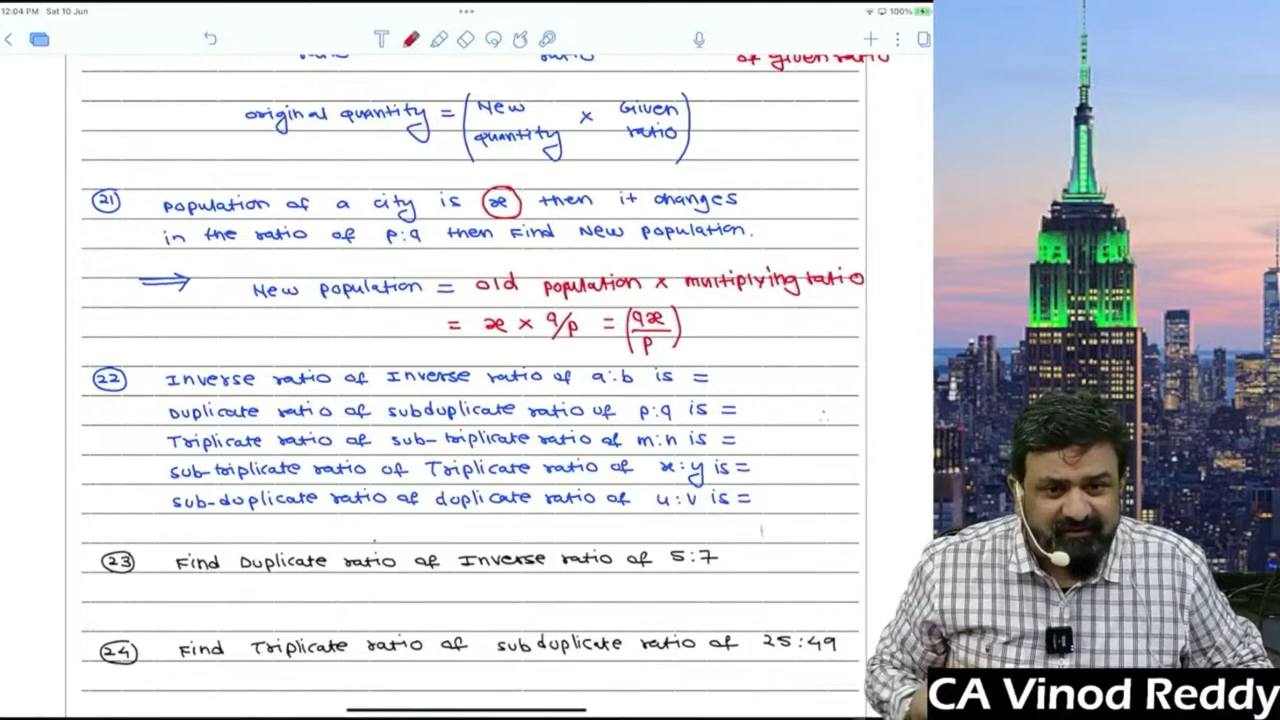 12:04 PM Sat 10 Jun
100%
of given ratio
original quantity = (New quantity × Given ratio)
21 population of a city is x then it changes
in the ratio of p:q then Find New population.
⟹ New population = old population × multiplying ratio
= x × q/p = (qx/p)
22 Inverse ratio of Inverse ratio of a:b is =
Duplicate ratio of subduplicate ratio of p:q is =
Triplicate ratio of sub-triplicate ratio of m:n is =
sub-triplicate ratio of Triplicate ratio of x:y is =
sub-duplicate ratio of duplicate ratio of u:v is =
23 Find Duplicate ratio of Inverse ratio of 5:7
24 Find Triplicate ratio of subduplicate ratio of 25:49
CA Vinod Reddy